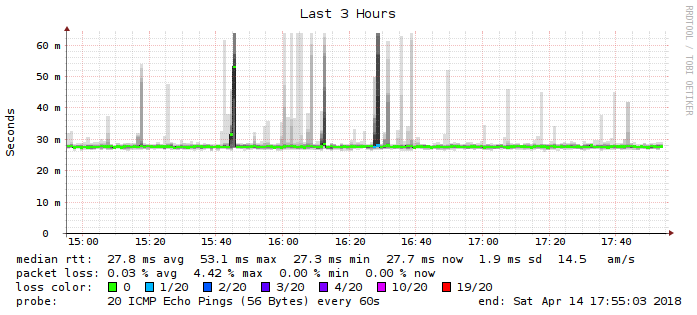 Last 3 Hours
RRDTOOL / TOBI OETIKER
Seconds
60 m
50 m
40 m
30 m
20 m
10 m
0
15:00 15:20 15:40 16:00 16:20 16:40 17:00 17:20 17:40
median rtt: 27.8 ms avg 53.1 ms max 27.3 ms min 27.7 ms now 1.9 ms sd 14.5 am/s
packet loss: 0.03 % avg 4.42 % max 0.00 % min 0.00 % now
loss color: 0 1/20 2/20 3/20 4/20 10/20 19/20
probe: 20 ICMP Echo Pings (56 Bytes) every 60s end: Sat Apr 14 17:55:03 2018